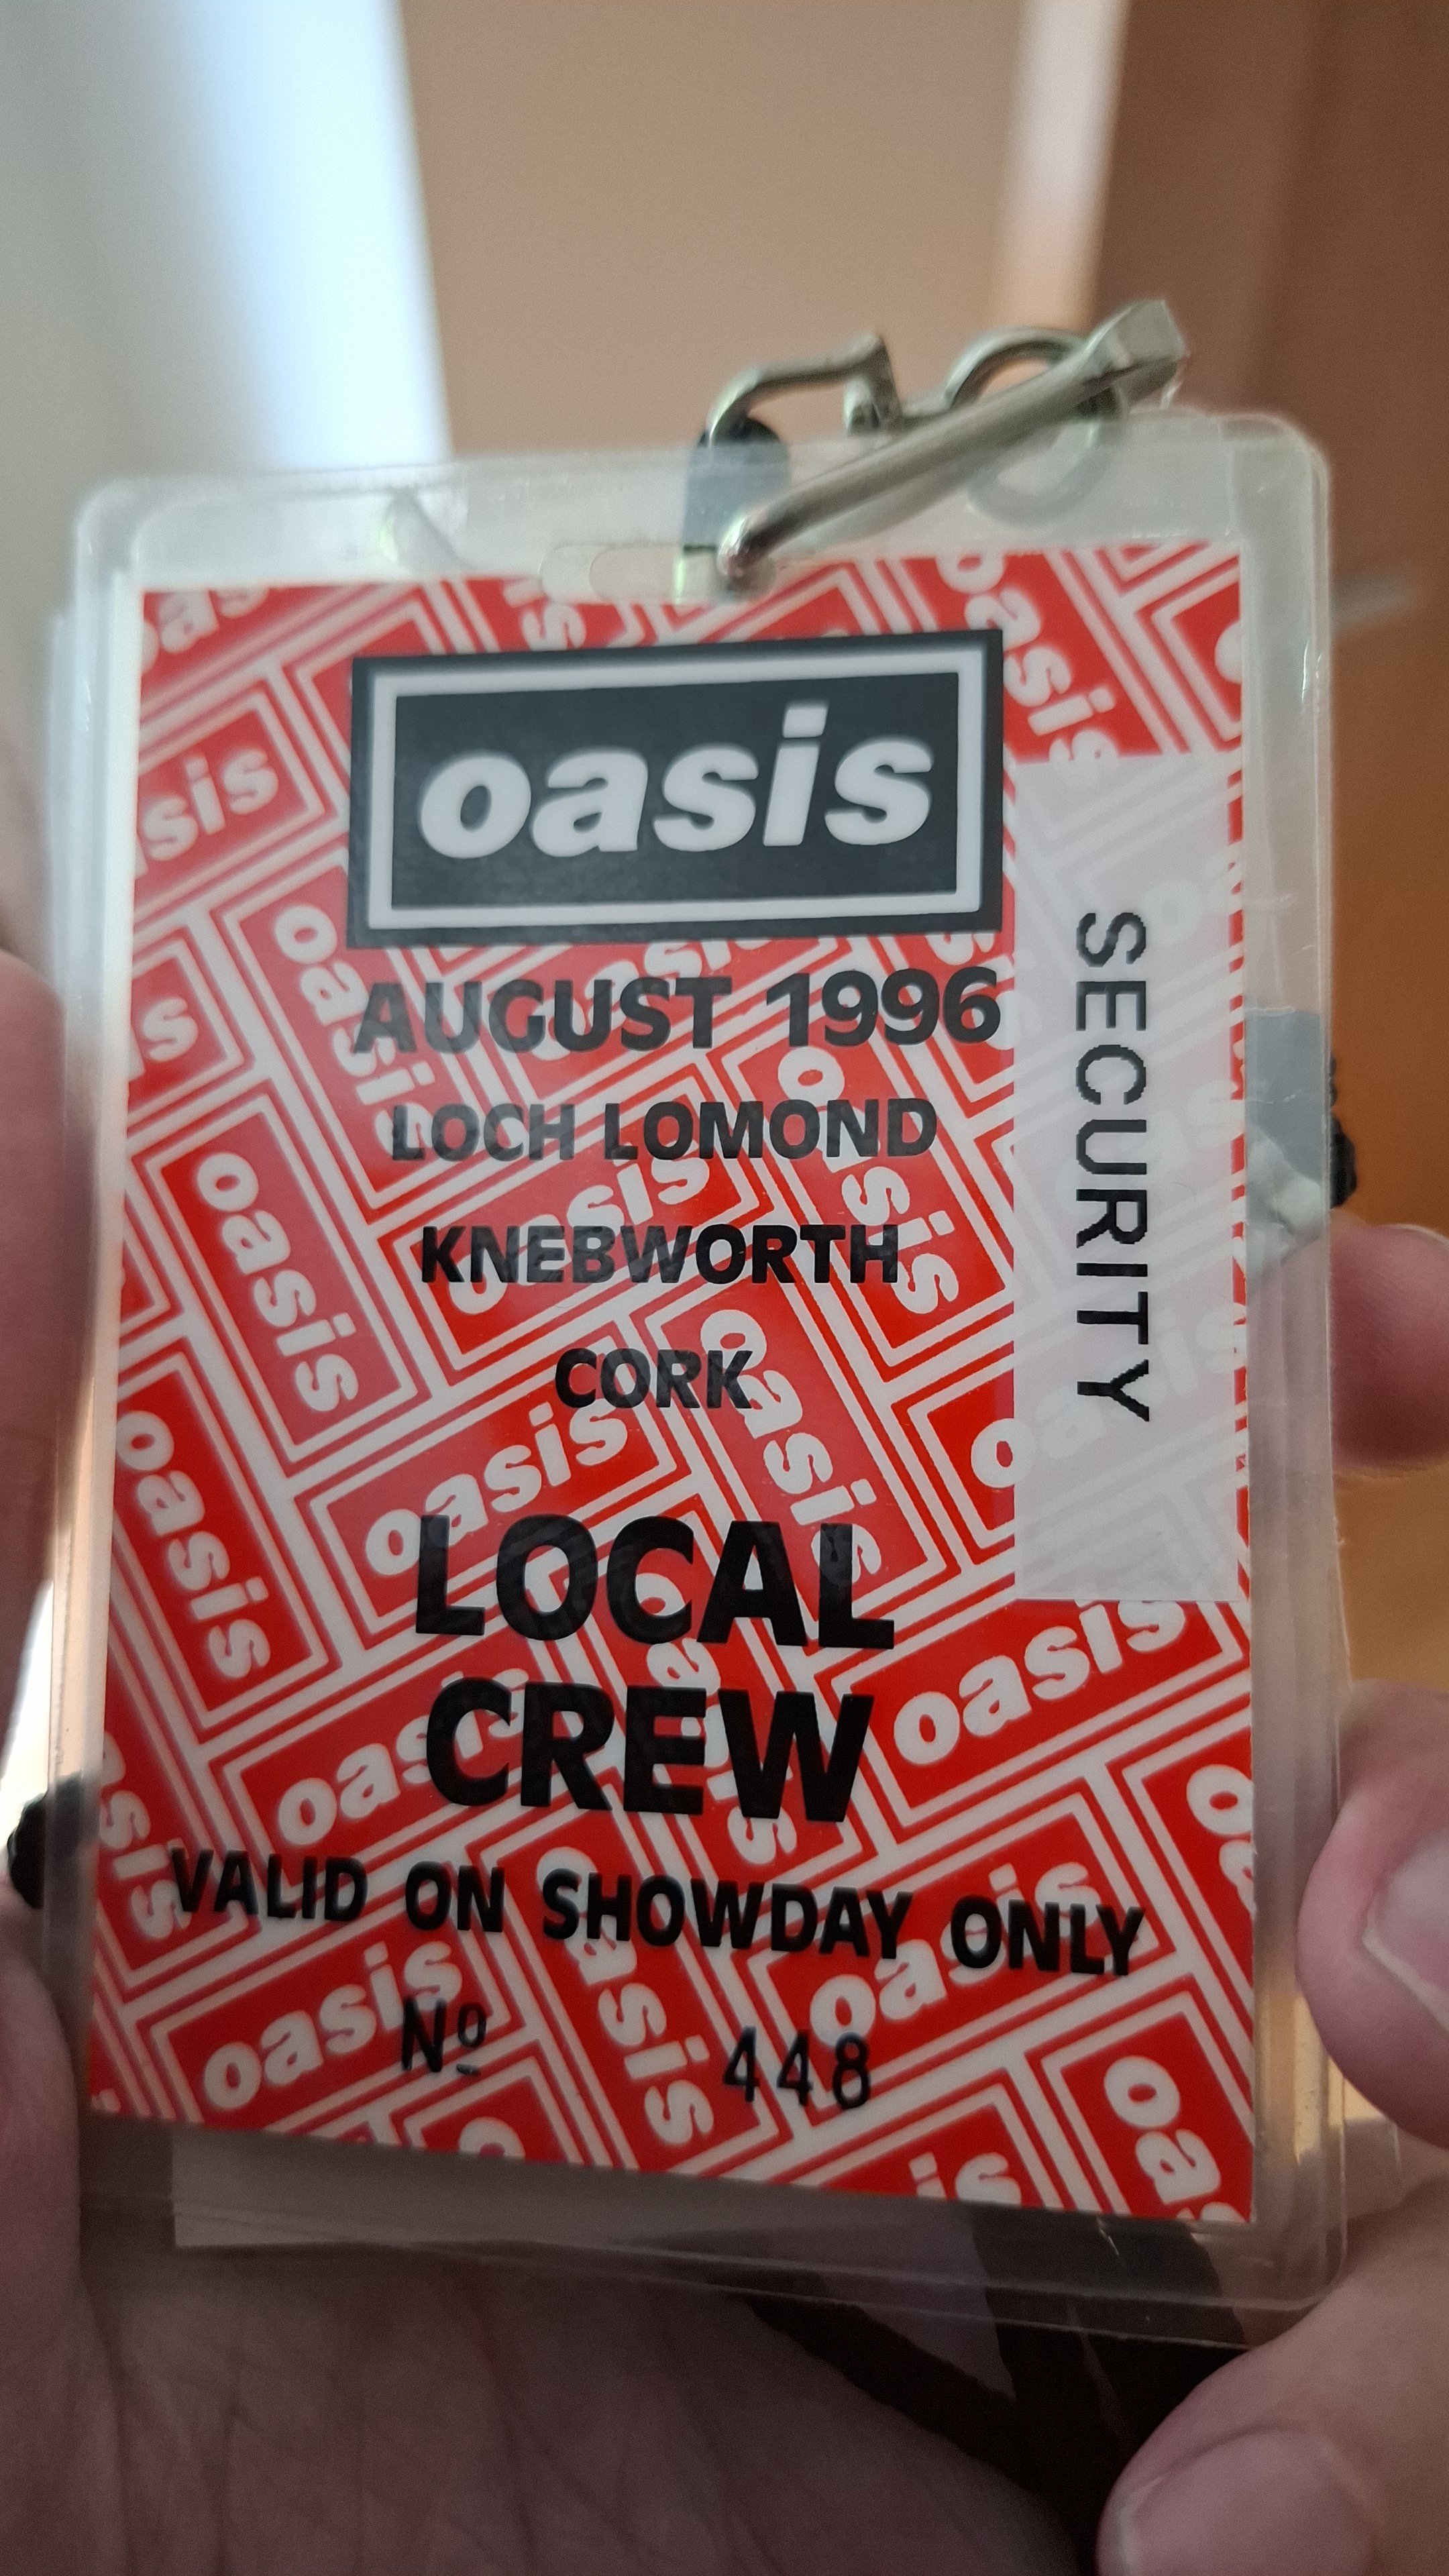 oasis
AUGUST 1996
LOCH LOMOND
KNEBWORTH
CORK
SECURITY
LOCAL
CREW
VALID ON SHOWDAY ONLY
Nº 448